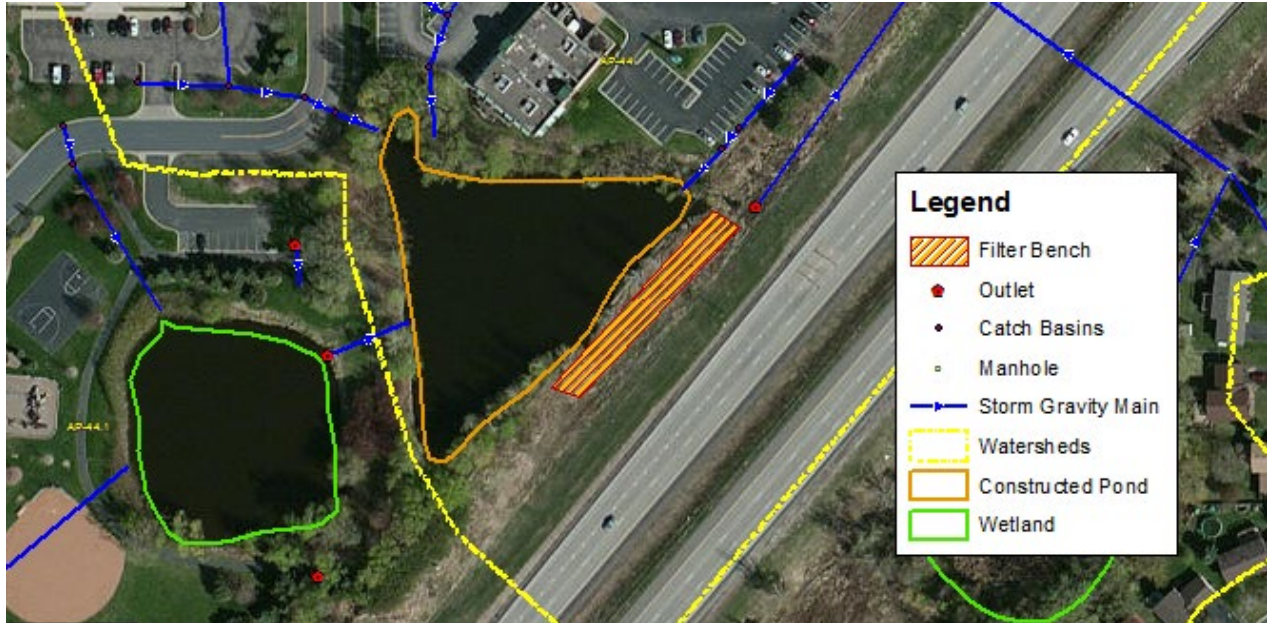 AP-44
Legend
Filter Bench
Outlet
Catch Basins
Manhole
Storm Gravity Main
Watersheds
Constructed Pond
Wetland
AP-44.1